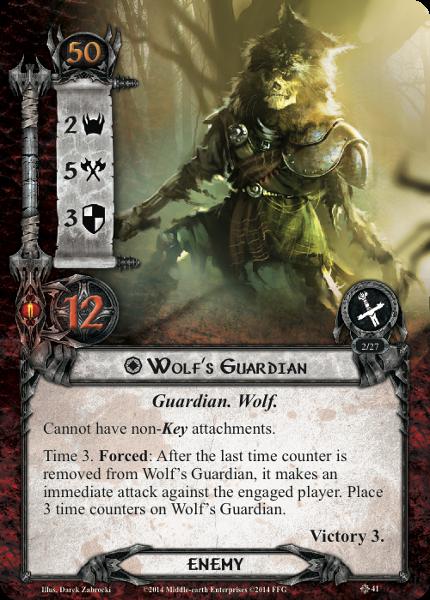 50
2
5
3
12
2/27
Wolf's Guardian
Guardian. Wolf.
Cannot have non-Key attachments.
Time 3. Forced: After the last time counter is
removed from Wolf's Guardian, it makes an
immediate attack against the engaged player. Place
3 time counters on Wolf's Guardian.
Victory 3.
ENEMY
Illus. Darek Zabrocki ©2014 Middle-earth Enterprises ©2014 FFG 41